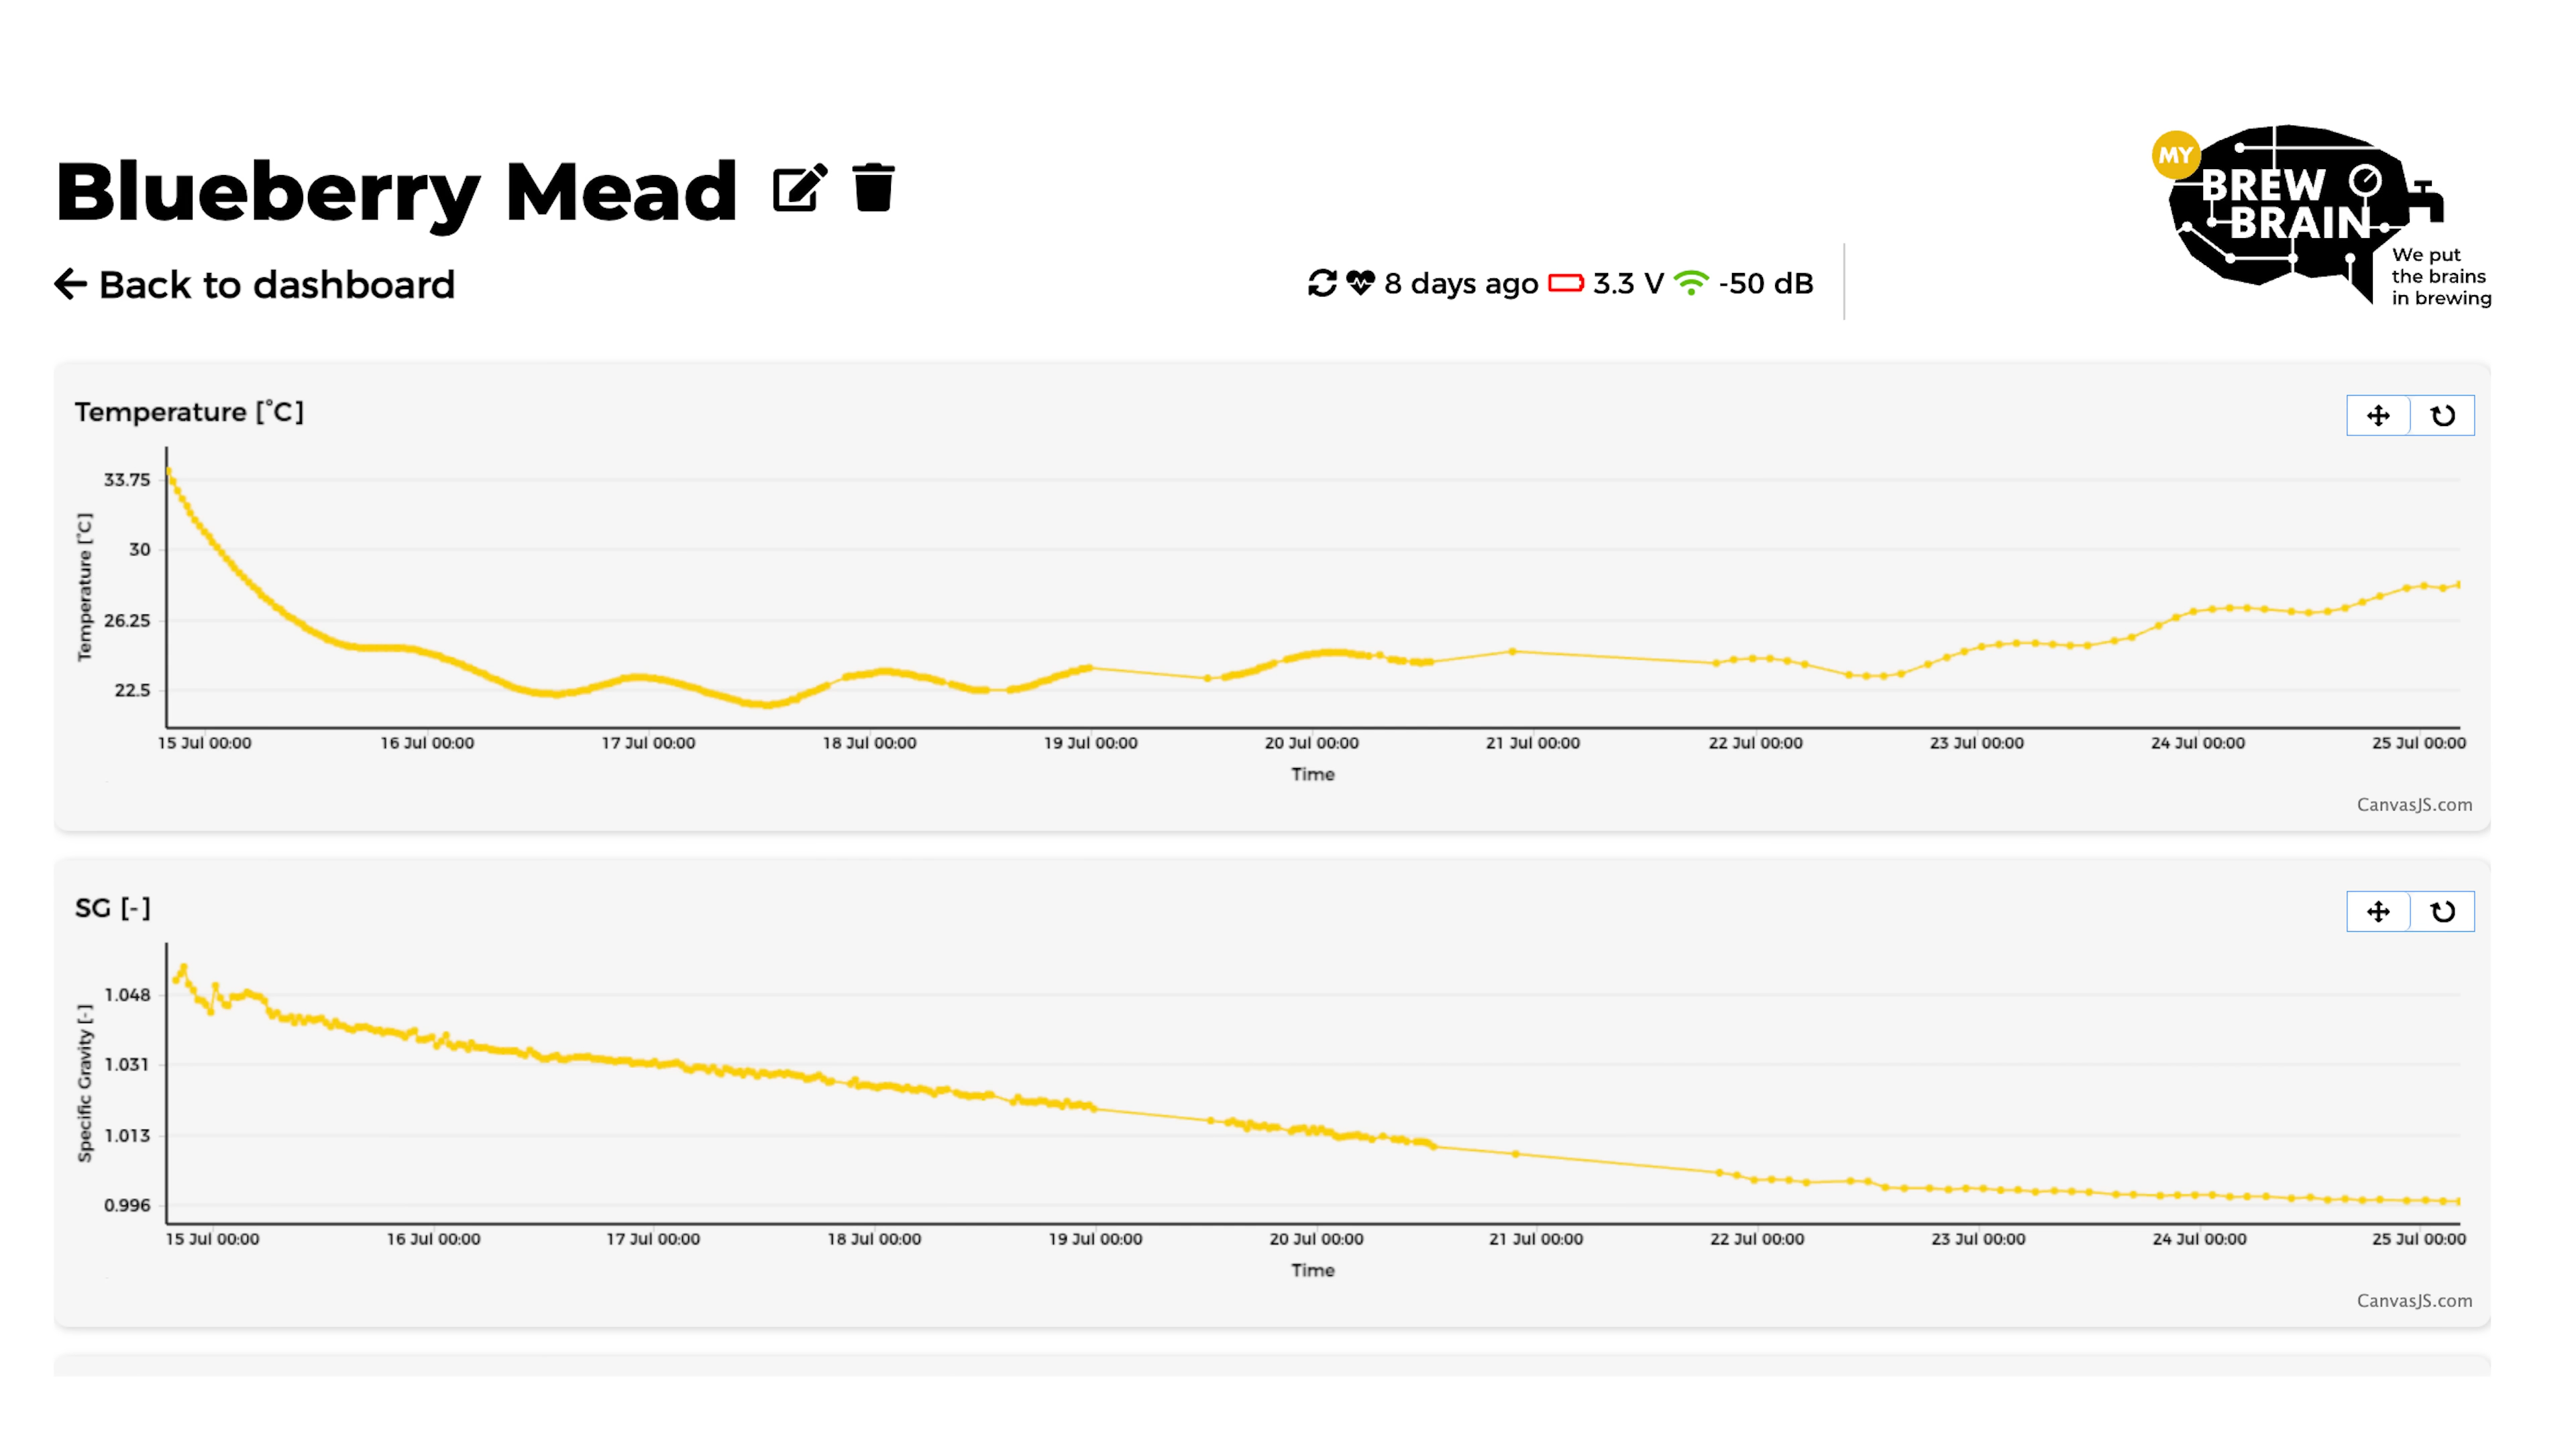 Blueberry Mead
Back to dashboard
8 days ago 3.3 V -50 dB
MY
BREW
BRAIN
We put
the brains
in brewing
Temperature [°C]
Temperature [°C]
33.75
30
26.25
22.5
15 Jul 00:00 16 Jul 00:00 17 Jul 00:00 18 Jul 00:00 19 Jul 00:00 20 Jul 00:00 21 Jul 00:00 22 Jul 00:00 23 Jul 00:00 24 Jul 00:00 25 Jul 00:00
Time
CanvasJS.com
SG [-]
Specific Gravity [-]
1.048
1.031
1.013
0.996
15 Jul 00:00 16 Jul 00:00 17 Jul 00:00 18 Jul 00:00 19 Jul 00:00 20 Jul 00:00 21 Jul 00:00 22 Jul 00:00 23 Jul 00:00 24 Jul 00:00 25 Jul 00:00
Time
CanvasJS.com